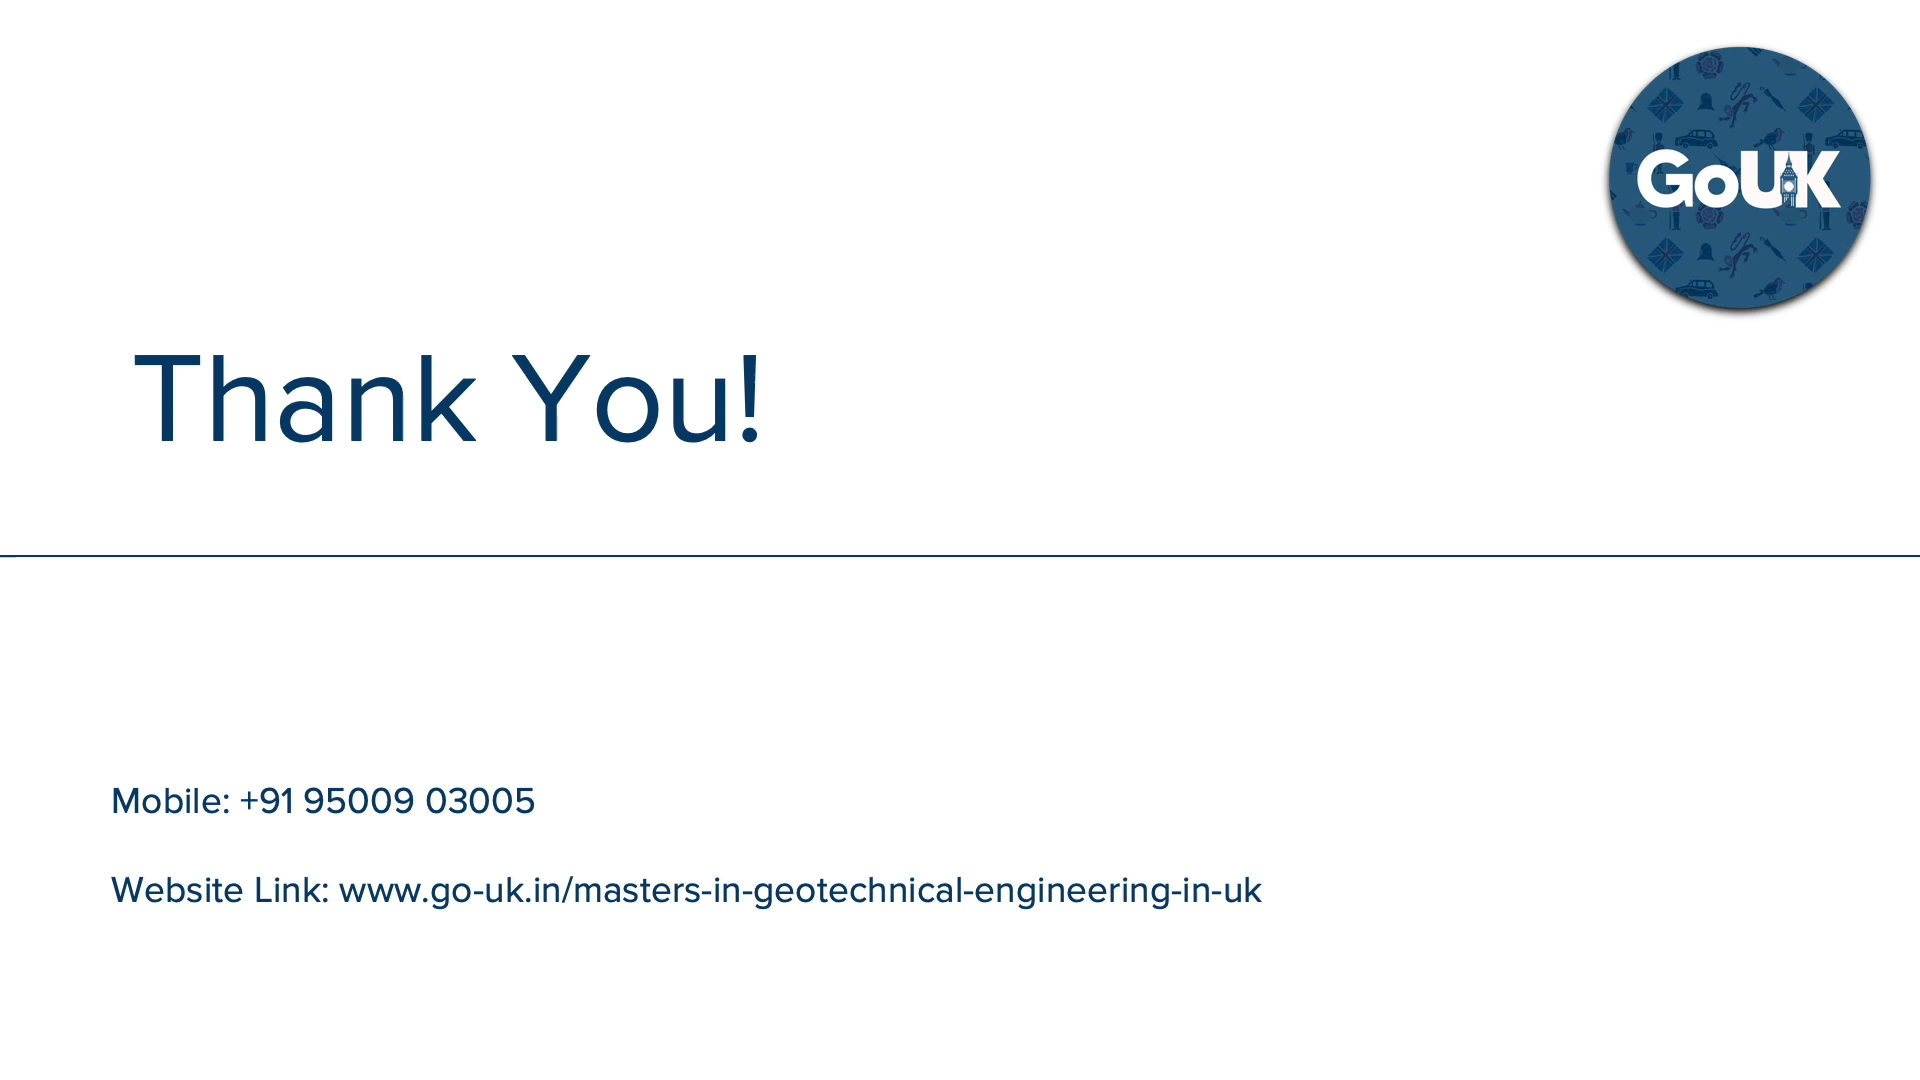 GoUK
Thank You!
Mobile: +91 95009 03005
Website Link: www.go-uk.in/masters-in-geotechnical-engineering-in-uk